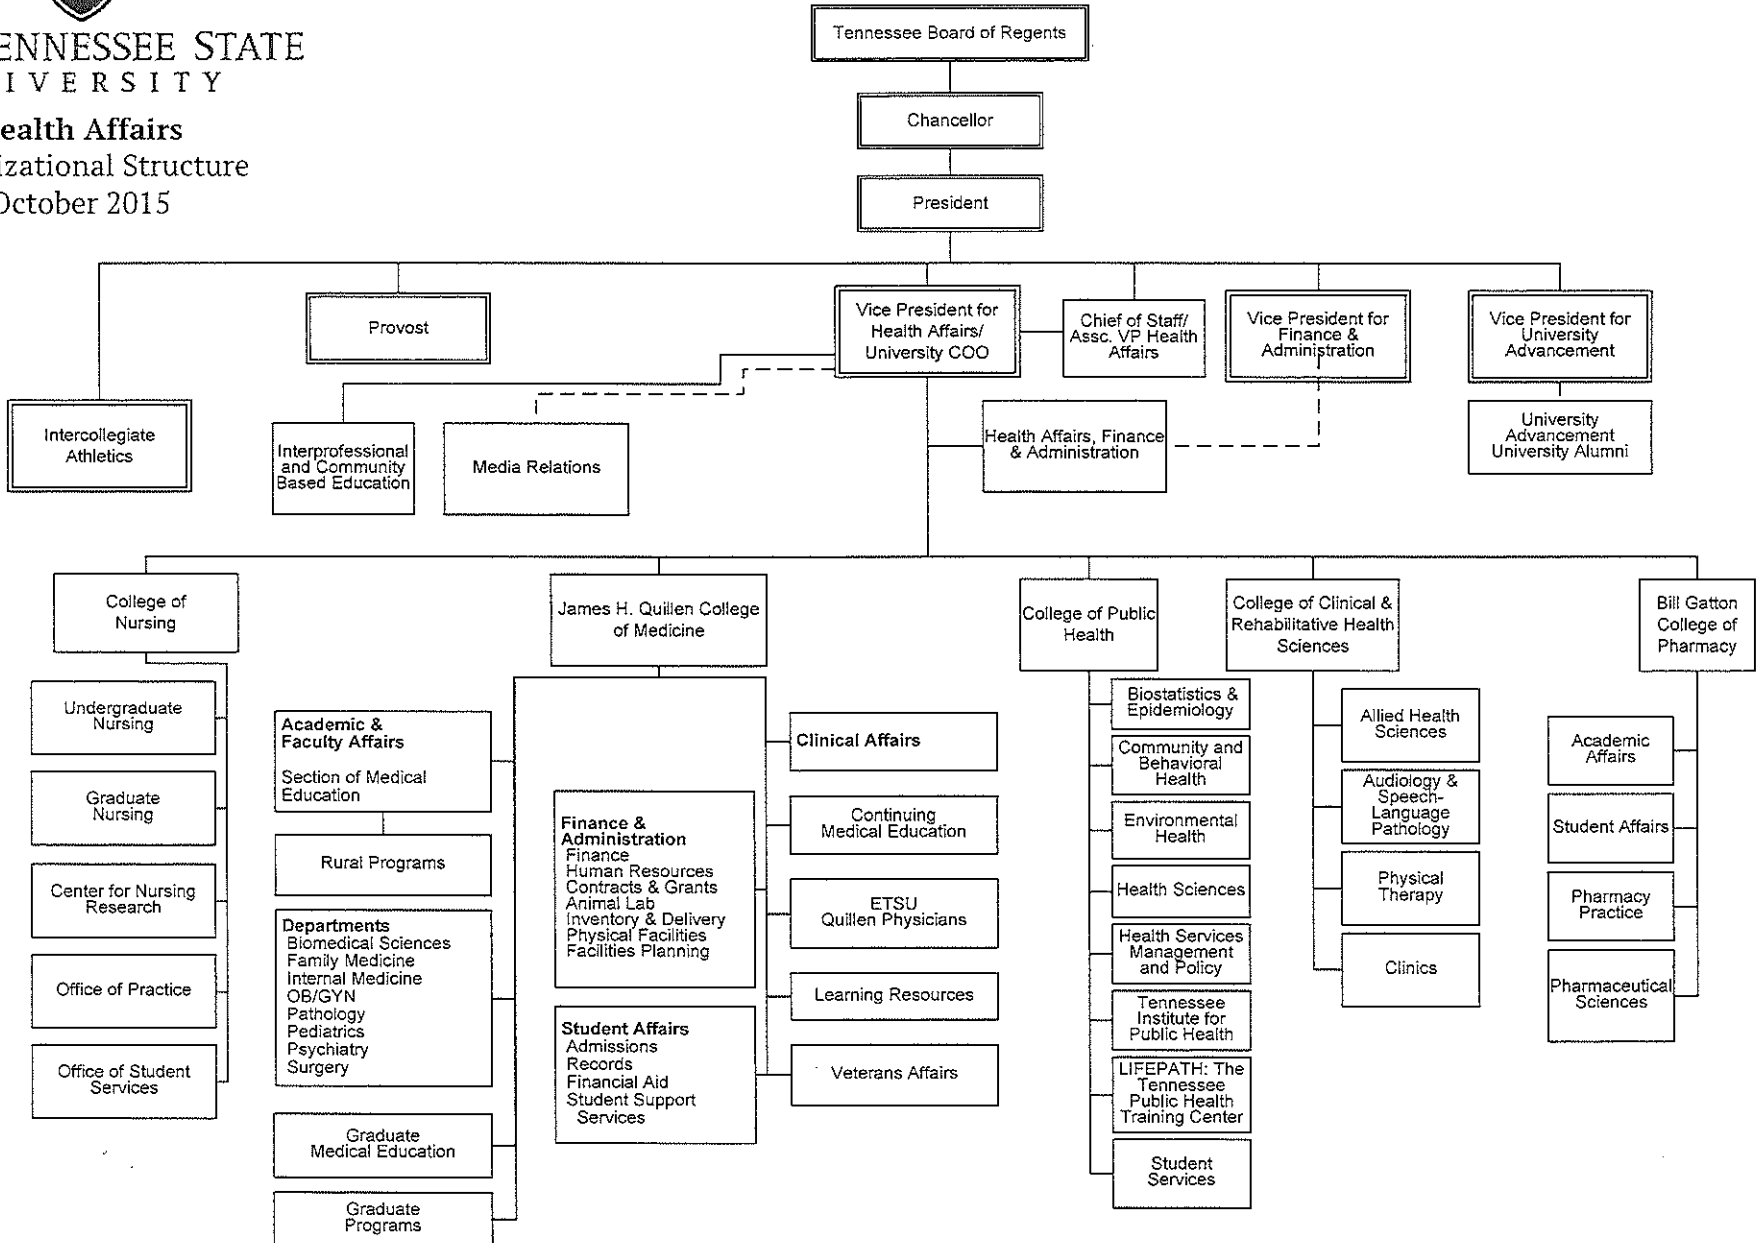 ENNESSEE STATE
IVERSITY
ealth Affairs
izational Structure
October 2015
Tennessee Board of Regents
Chancellor
President
Provost
Vice President for
Health Affairs/
University COO
Chief of Staff/
Assc. VP Health
Affairs
Vice President for
Finance &
Administration
Vice President for
University
Advancement
Intercollegiate
Athletics
Interprofessional
and Community
Based Education
Media Relations
Health Affairs, Finance
& Administration
University
Advancement
University Alumni
College of
Nursing
James H. Quillen College
of Medicine
College of Public
Health
College of Clinical &
Rehabilitative Health
Sciences
Bill Gatton
College of
Pharmacy
Undergraduate
Nursing
Graduate
Nursing
Center for Nursing
Research
Office of Practice
Office of Student
Services
Academic &
Faculty Affairs
Section of Medical
Education
Rural Programs
Departments
Biomedical Sciences
Family Medicine
Internal Medicine
OB/GYN
Pathology
Pediatrics
Psychiatry
Surgery
Graduate
Medical Education
Graduate
Programs
Finance &
Administration
Finance
Human Resources
Contracts & Grants
Animal Lab
Inventory & Delivery
Physical Facilities
Facilities Planning
Student Affairs
Admissions
Records
Financial Aid
Student Support
Services
Clinical Affairs
Continuing
Medical Education
ETSU
Quillen Physicians
Learning Resources
Veterans Affairs
Biostatistics &
Epidemiology
Community and
Behavioral
Health
Environmental
Health
Health Sciences
Health Services
Management
and Policy
Tennessee
Institute for
Public Health
LIFEPATH: The
Tennessee
Public Health
Training Center
Student
Services
Allied Health
Sciences
Audiology &
Speech-
Language
Pathology
Physical
Therapy
Clinics
Academic
Affairs
Student Affairs
Pharmacy
Practice
Pharmaceutical
Sciences